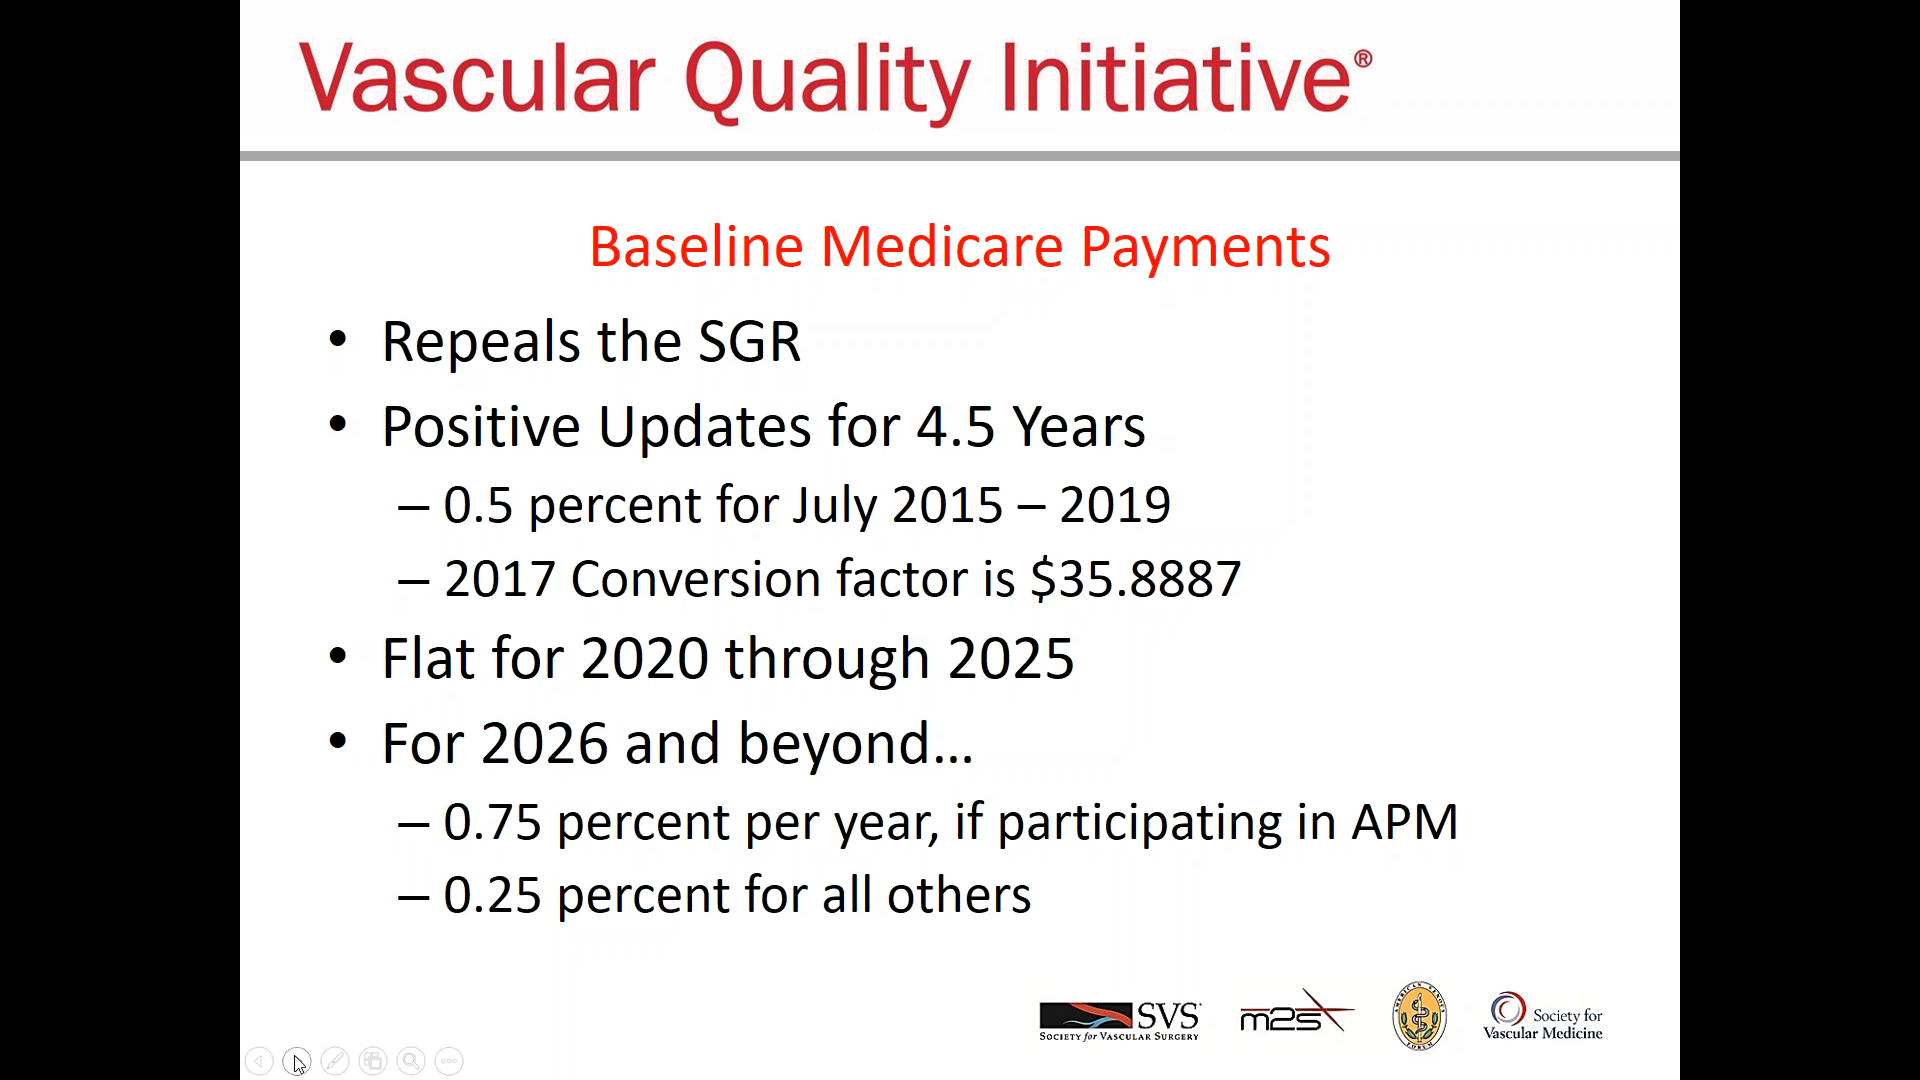 Vascular Quality Initiative®
Baseline Medicare Payments
• Repeals the SGR
• Positive Updates for 4.5 Years
– 0.5 percent for July 2015 – 2019
– 2017 Conversion factor is $35.8887
• Flat for 2020 through 2025
• For 2026 and beyond…
– 0.75 percent per year, if participating in APM
– 0.25 percent for all others
SVS
SOCIETY for VASCULAR SURGERY
m2s
AMERICAN VENOUS FORUM
Society for
Vascular Medicine